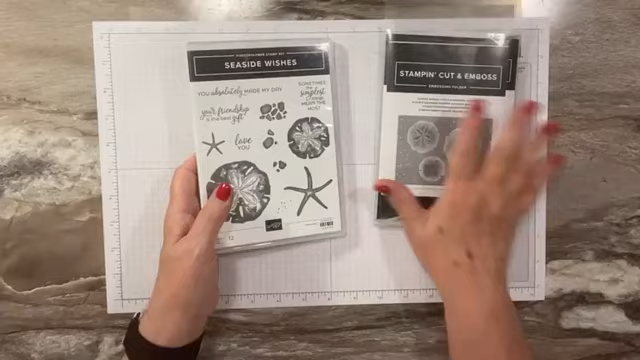 SEASIDE WISHES
YOU absolutely MADE MY DAY
SOMETIMES
the
simplest
THINGS
MEAN THE
MOST
your friendship
is the best gift
love
YOU
12
STAMPIN' CUT & EMBOSS
EMBOSSING FOLDER